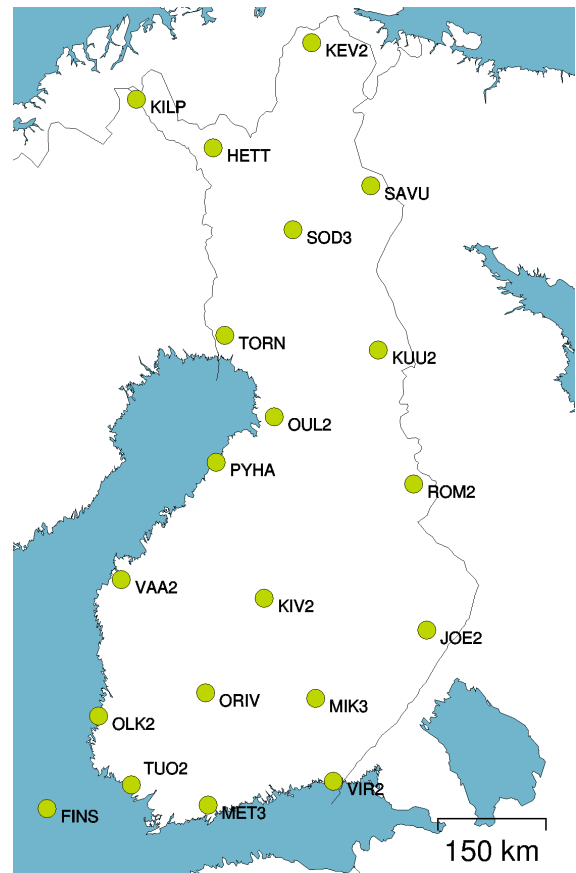 KEV2
KILP
HETT
SAVU
SOD3
TORN
KUU2
OUL2
PYHA
ROM2
VAA2
KIV2
JOE2
ORIV
MIK3
OLK2
TUO2
VIR2
MET3
FINS
150 km